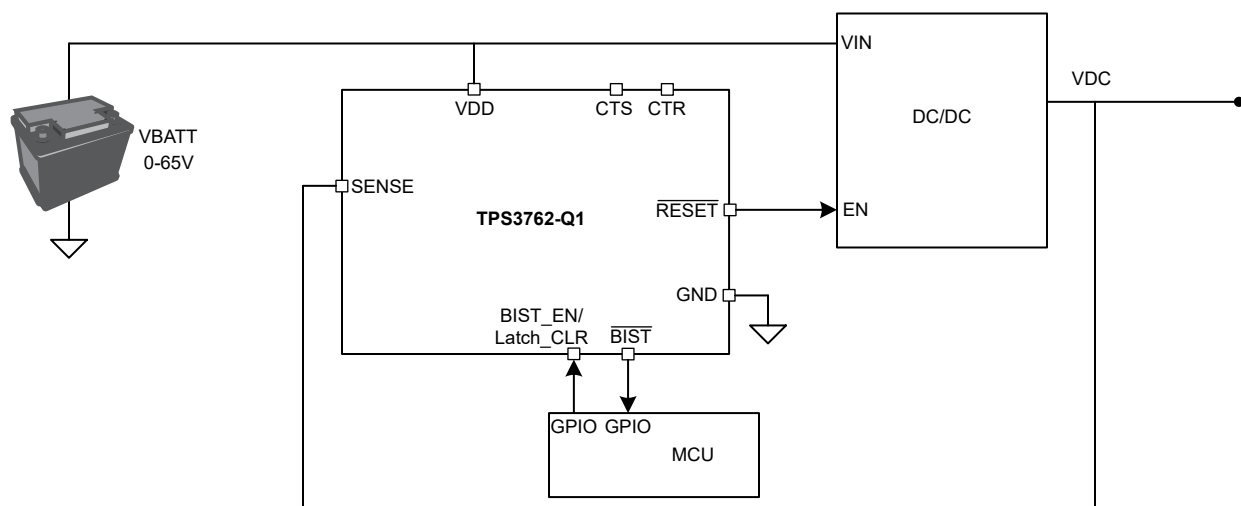 VIN
VDC
DC/DC
VDD
CTS
CTR
VBATT
0-65V
SENSE
TPS3762-Q1
RESET
EN
GND
BIST_EN/
Latch_CLR
BIST
GPIO
GPIO
MCU